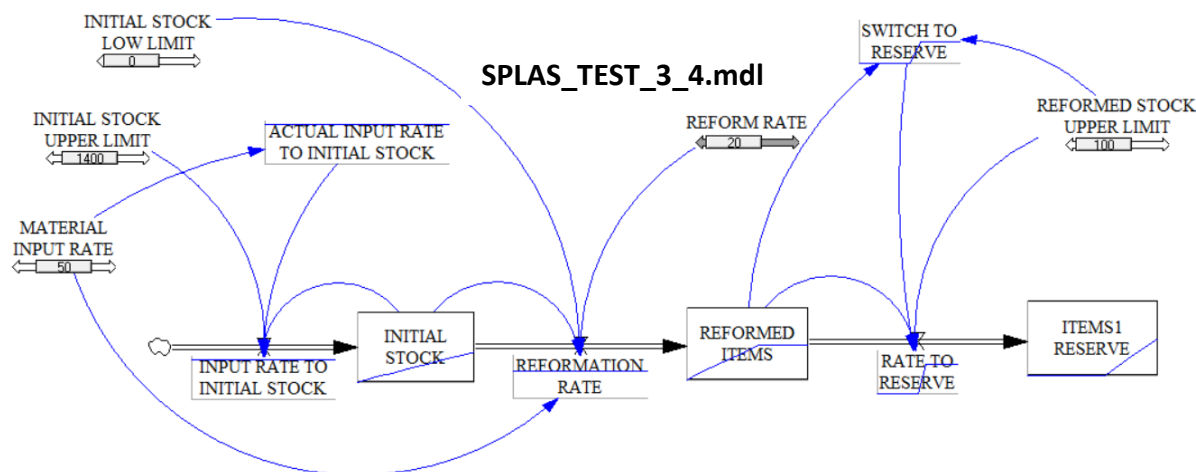 INITIAL STOCK
LOW LIMIT
0
SWITCH TO
RESERVE
SPLAS_TEST_3_4.mdl
INITIAL STOCK
UPPER LIMIT
1400
ACTUAL INPUT RATE
TO INITIAL STOCK
REFORM RATE
20
REFORMED STOCK
UPPER LIMIT
100
MATERIAL
INPUT RATE
50
INPUT RATE TO
INITIAL STOCK
INITIAL
STOCK
REFORMATION
RATE
REFORMED
ITEMS
RATE TO
RESERVE
ITEMS1
RESERVE